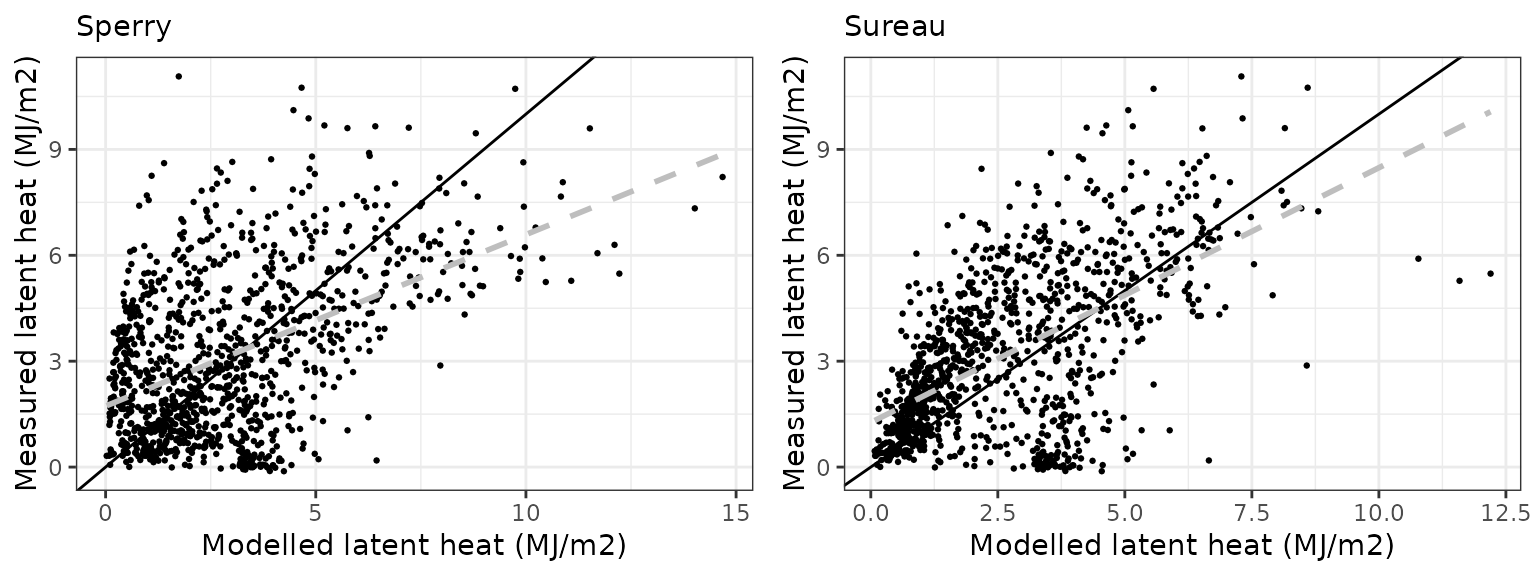 Sperry
Measured latent heat (MJ/m2)
9
6
3
0
0 5 10 15
Modelled latent heat (MJ/m2)
Sureau
Measured latent heat (MJ/m2)
9
6
3
0
0.0 2.5 5.0 7.5 10.0 12.5
Modelled latent heat (MJ/m2)